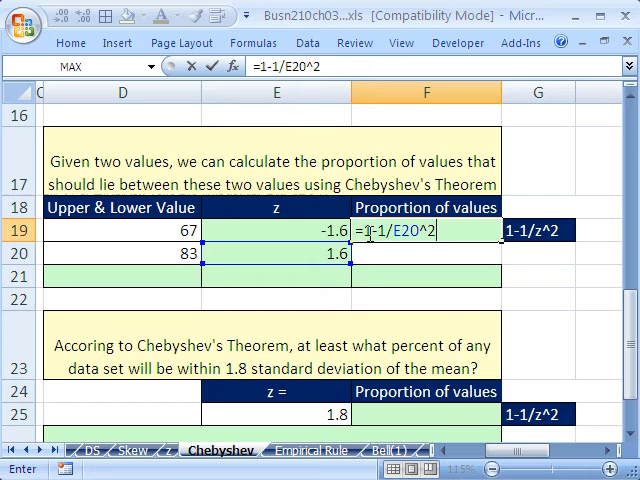 Busn210ch03...xls [Compatibility Mode] - Micr...
Home Insert Page Layout Formulas Data Review View Developer Add-Ins
MAX =1-1/E20^2
C D E F G
16
17 Given two values, we can calculate the proportion of values that
should lie between these two values using Chebyshev's Theorem
18 Upper & Lower Value z Proportion of values
19 67 -1.6 =1-1/E20^2 1-1/z^2
20 83 1.6
21
22
23 Accoring to Chebyshev's Theorem, at least what percent of any
data set will be within 1.8 standard deviation of the mean?
24 z = Proportion of values
25 1.8 1-1/z^2
DS Skew z Chebyshev Empirical Rule Bell(1)
Enter 115%